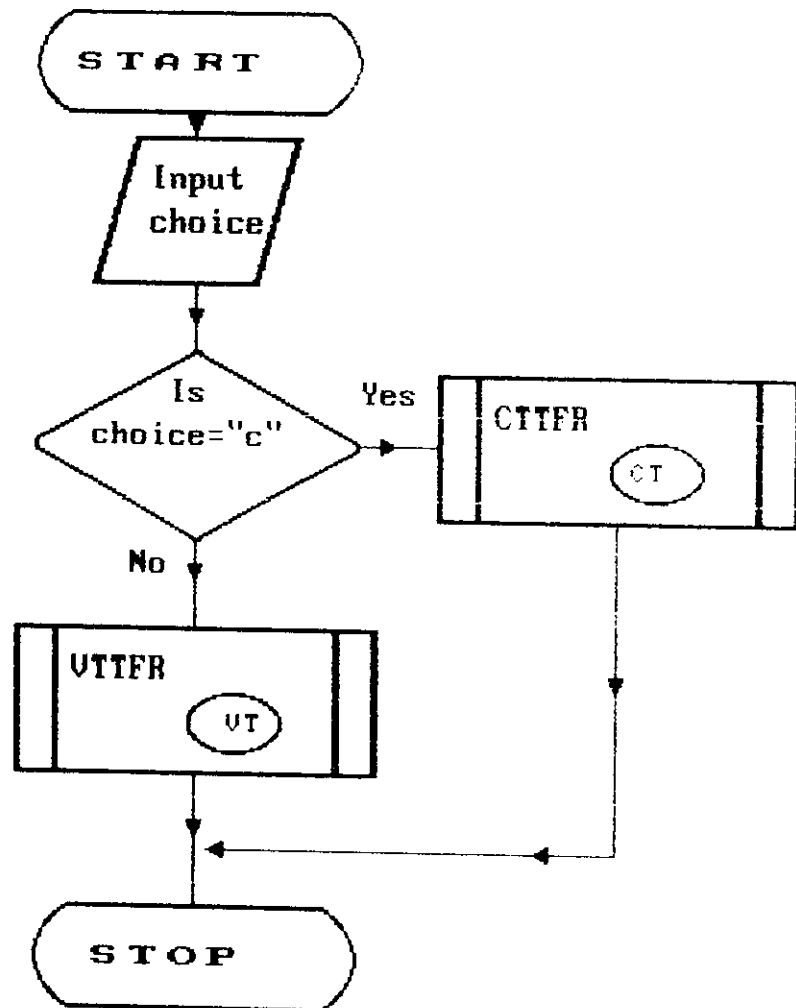 START
Input
choice
Is
choice="c"
Yes
CTTFR
CT
No
VTTFR
VT
STOP